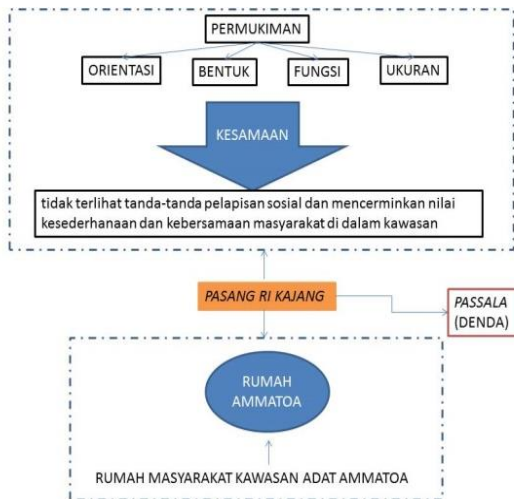 PERMUKIMAN
ORIENTASI
BENTUK
FUNGSI
UKURAN
KESAMAAN
tidak terlihat tanda-tanda pelapisan sosial dan mencerminkan nilai
kesederhanaan dan kebersamaan masyarakat di dalam kawasan
PASANG RI KAJANG
PASSALA
(DENDA)
RUMAH
AMMATOA
RUMAH MASYARAKAT KAWASAN ADAT AMMATOA